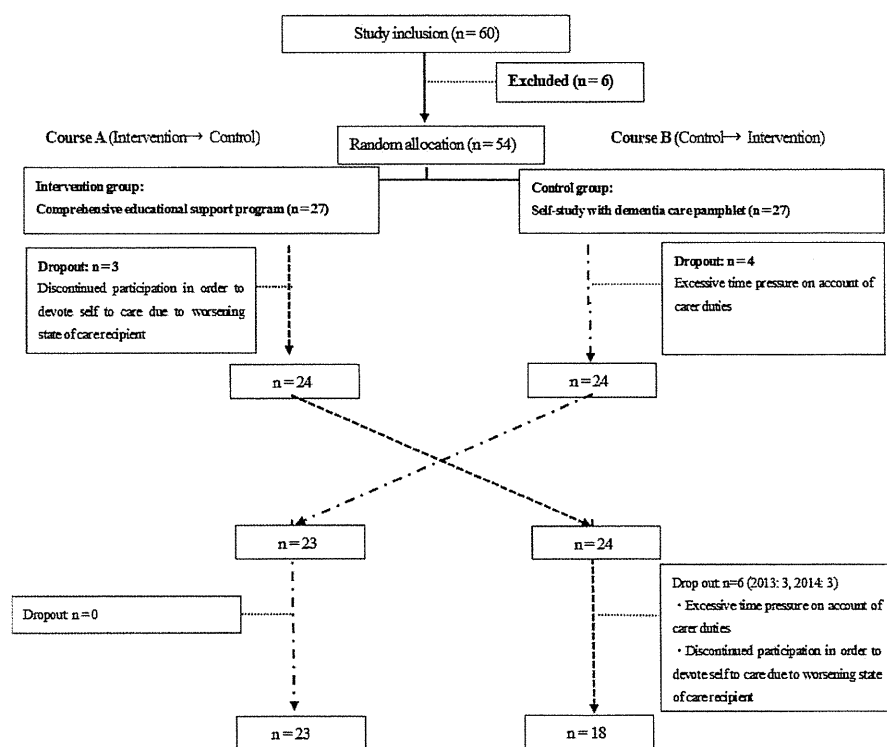 Study inclusion (n = 60)
Excluded (n = 6)
Course A (Intervention→ Control)
Random allocation (n = 54)
Course B (Control→ Intervention)
Intervention group:
Comprehensive educational support program (n = 27)
Control group:
Self-study with dementia care pamphlet (n = 27)
Dropout: n = 3
Discontinued participation in order to
devote self to care due to worsening
state of care recipient
Dropout: n = 4
Excessive time pressure on account of
carer duties
n = 24
n = 24
n = 23
n = 24
Dropout: n = 0
Drop out: n=6 (2013: 3, 2014: 3)
・Excessive time pressure on account of
carer duties
・Discontinued participation in order to
devote self to care due to worsening state
of care recipient
n = 23
n = 18